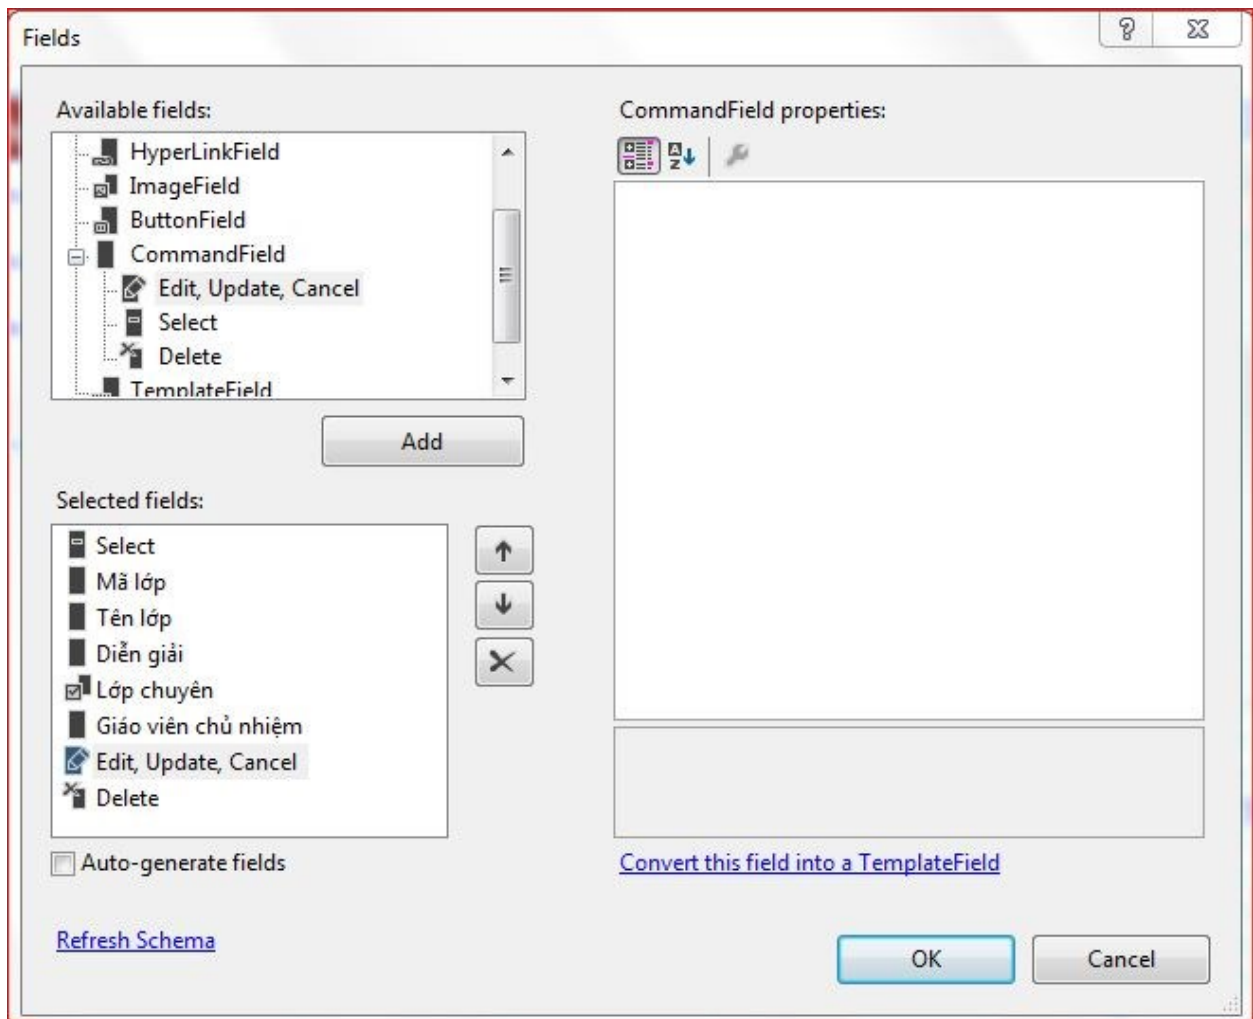 Fields
Available fields:
HyperLinkField
ImageField
ButtonField
CommandField
Edit, Update, Cancel
Select
Delete
TemplateField
Add
Selected fields:
Select
Mã lớp
Tên lớp
Diễn giải
Lớp chuyên
Giáo viên chủ nhiệm
Edit, Update, Cancel
Delete
Auto-generate fields
Refresh Schema
CommandField properties:
Convert this field into a TemplateField
OK
Cancel